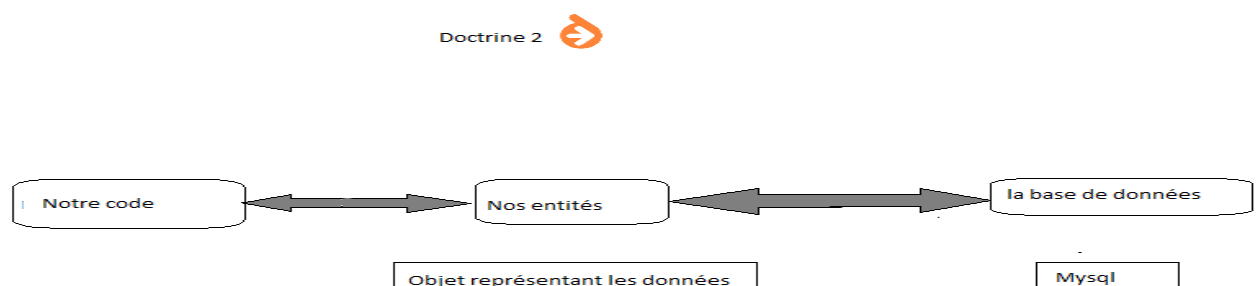 Doctrine 2
Notre code
Nos entités
la base de données
Objet représentant les données
Mysql